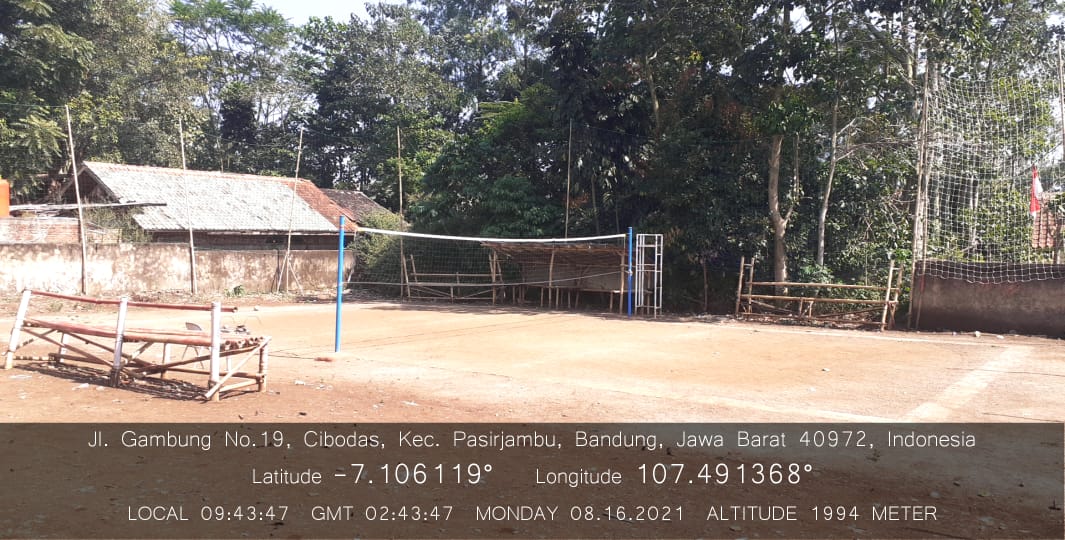 Jl. Gambung No.19, Cibodas, Kec. Pasirjambu, Bandung, Jawa Barat 40972, Indonesia
Latitude -7.106119° Longitude 107.491368°
LOCAL 09:43:47 GMT 02:43:47 MONDAY 08.16.2021 ALTITUDE 1994 METER